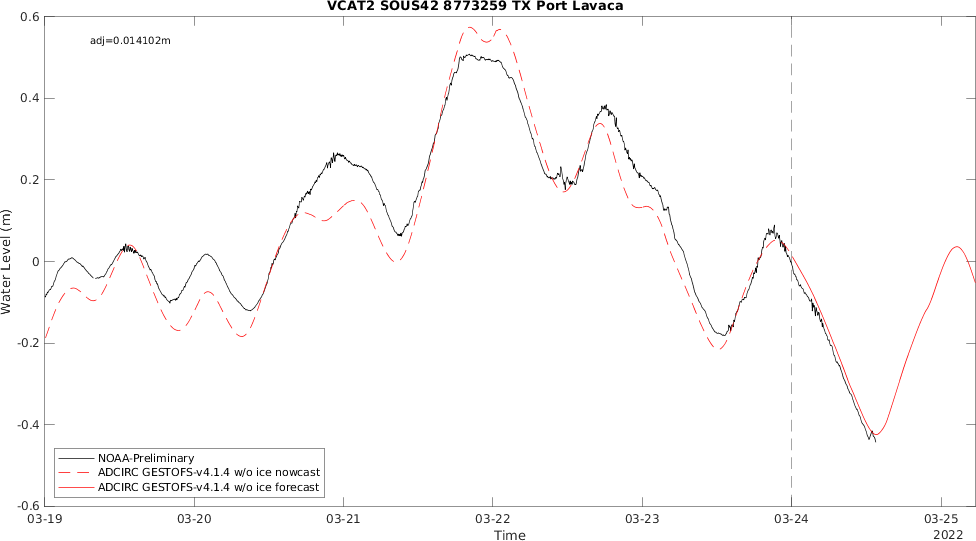 VCAT2 SOUS42 8773259 TX Port Lavaca
adj=0.014102m
0.6
0.4
0.2
0
-0.2
-0.4
-0.6
Water Level (m)
NOAA-Preliminary
ADCIRC GESTOFS-v4.1.4 w/o ice nowcast
ADCIRC GESTOFS-v4.1.4 w/o ice forecast
03-19 03-20 03-21 03-22 03-23 03-24 03-25
Time
2022